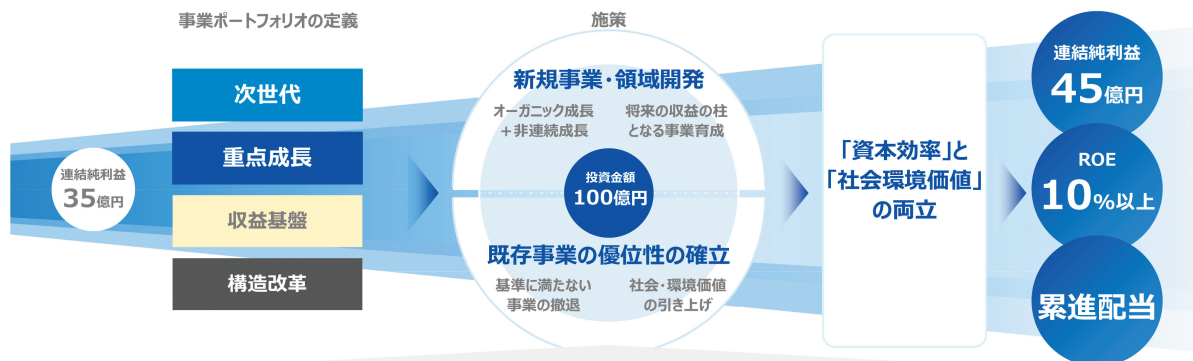 事業ポートフォリオの定義
連結純利益
35億円
次世代
重点成長
収益基盤
構造改革
施策
新規事業・領域開発
オーガニック成長
＋非連続成長
将来の収益の柱
となる事業育成
投資金額
100億円
既存事業の優位性の確立
基準に満たない
事業の撤退
社会・環境価値
の引き上げ
「資本効率」と
「社会環境価値」
の両立
連結純利益
45億円
ROE
10%以上
累進配当